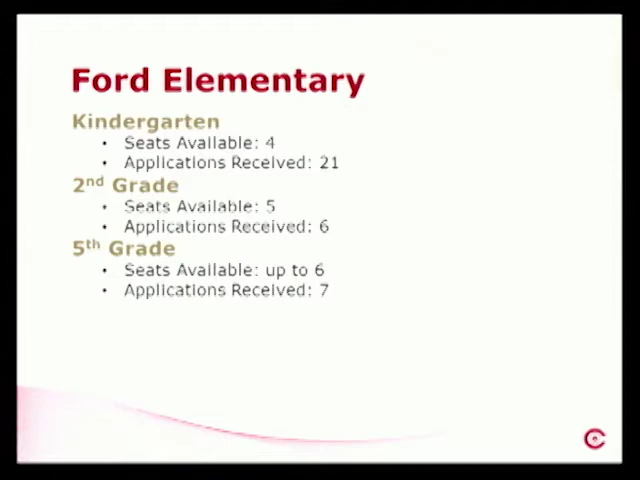 Ford Elementary
Kindergarten
• Seats Available: 4
• Applications Received: 21
2nd Grade
• Seats Available: 5
• Applications Received: 6
5th Grade
• Seats Available: up to 6
• Applications Received: 7